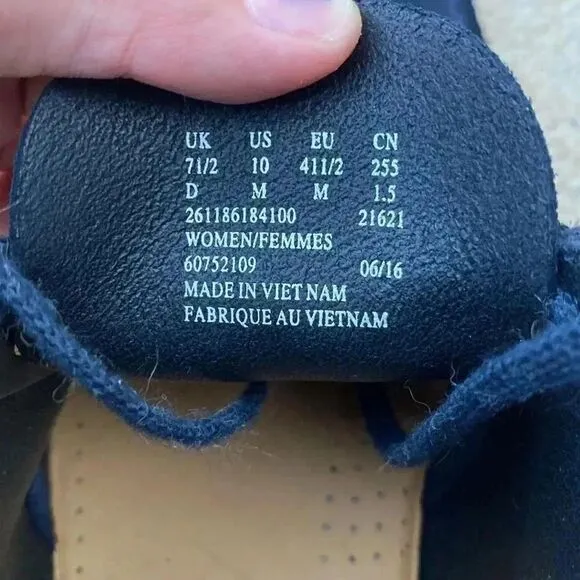 UK US EU CN
71/2 10 411/2 255
D M M 1.5
261186184100 21621
WOMEN/FEMMES
60752109 06/16
MADE IN VIET NAM
FABRIQUE AU VIETNAM